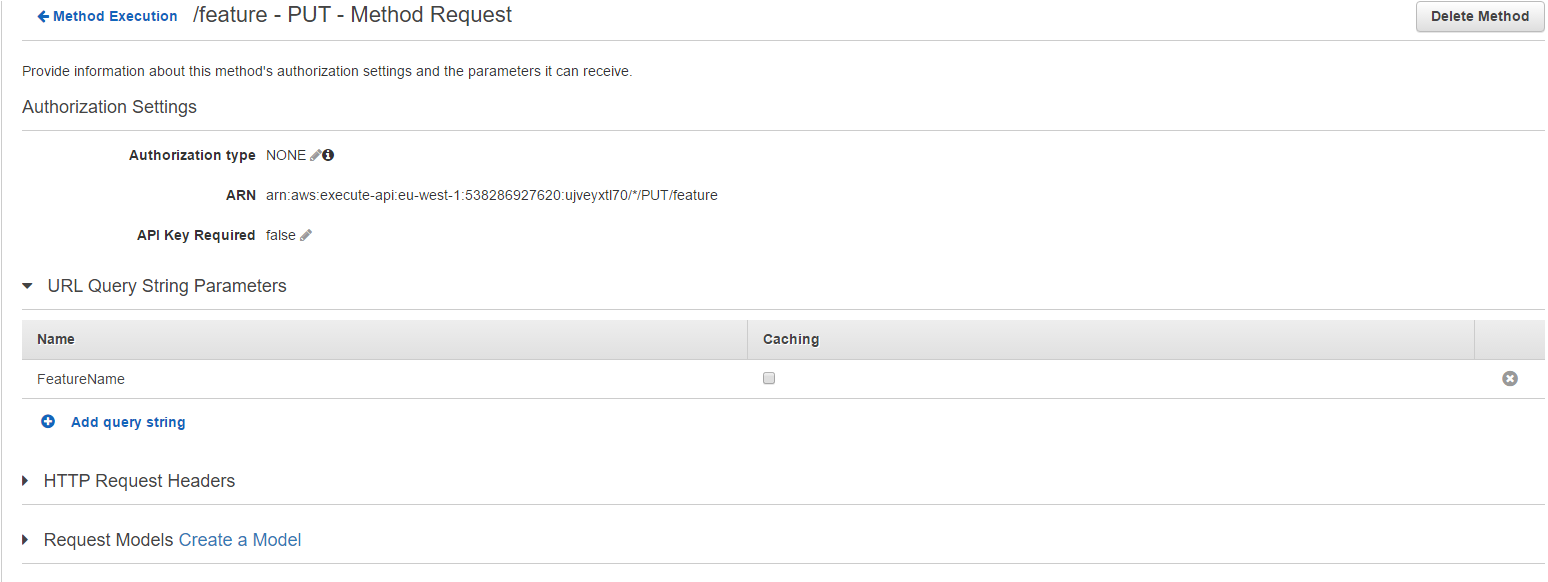 Method Execution /feature - PUT - Method Request Delete Method
Provide information about this method's authorization settings and the parameters it can receive.
Authorization Settings
Authorization type NONE
ARN arn:aws:execute-api:eu-west-1:538286927620:ujveyxtl70/*/PUT/feature
API Key Required false
URL Query String Parameters
Name Caching
FeatureName
Add query string
HTTP Request Headers
Request Models Create a Model